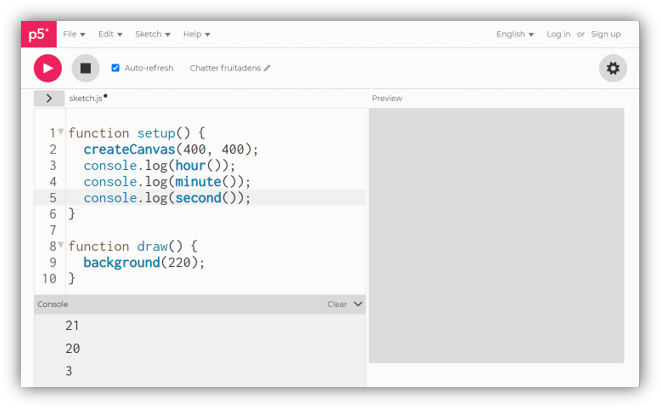 p5* File Edit Sketch Help English Log in or Sign up
Auto-refresh Chatter fruitadens
sketch.js Preview
1 function setup() {
2 createCanvas(400, 400);
3 console.log(hour());
4 console.log(minute());
5 console.log(second());
6 }
7
8 function draw() {
9 background(220);
10 }
Console Clear
21
20
3